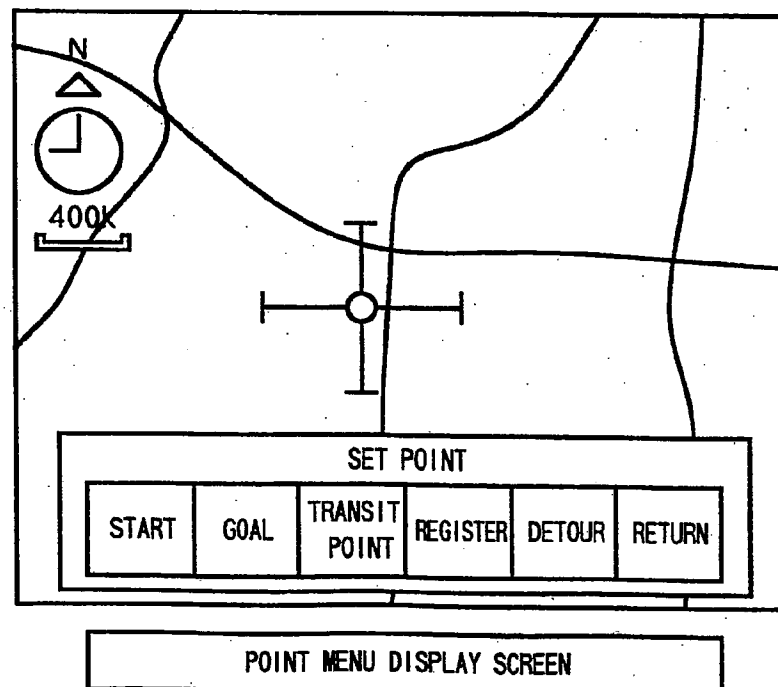 N
400k
SET POINT
START
GOAL
TRANSIT
POINT
REGISTER
DETOUR
RETURN
POINT MENU DISPLAY SCREEN